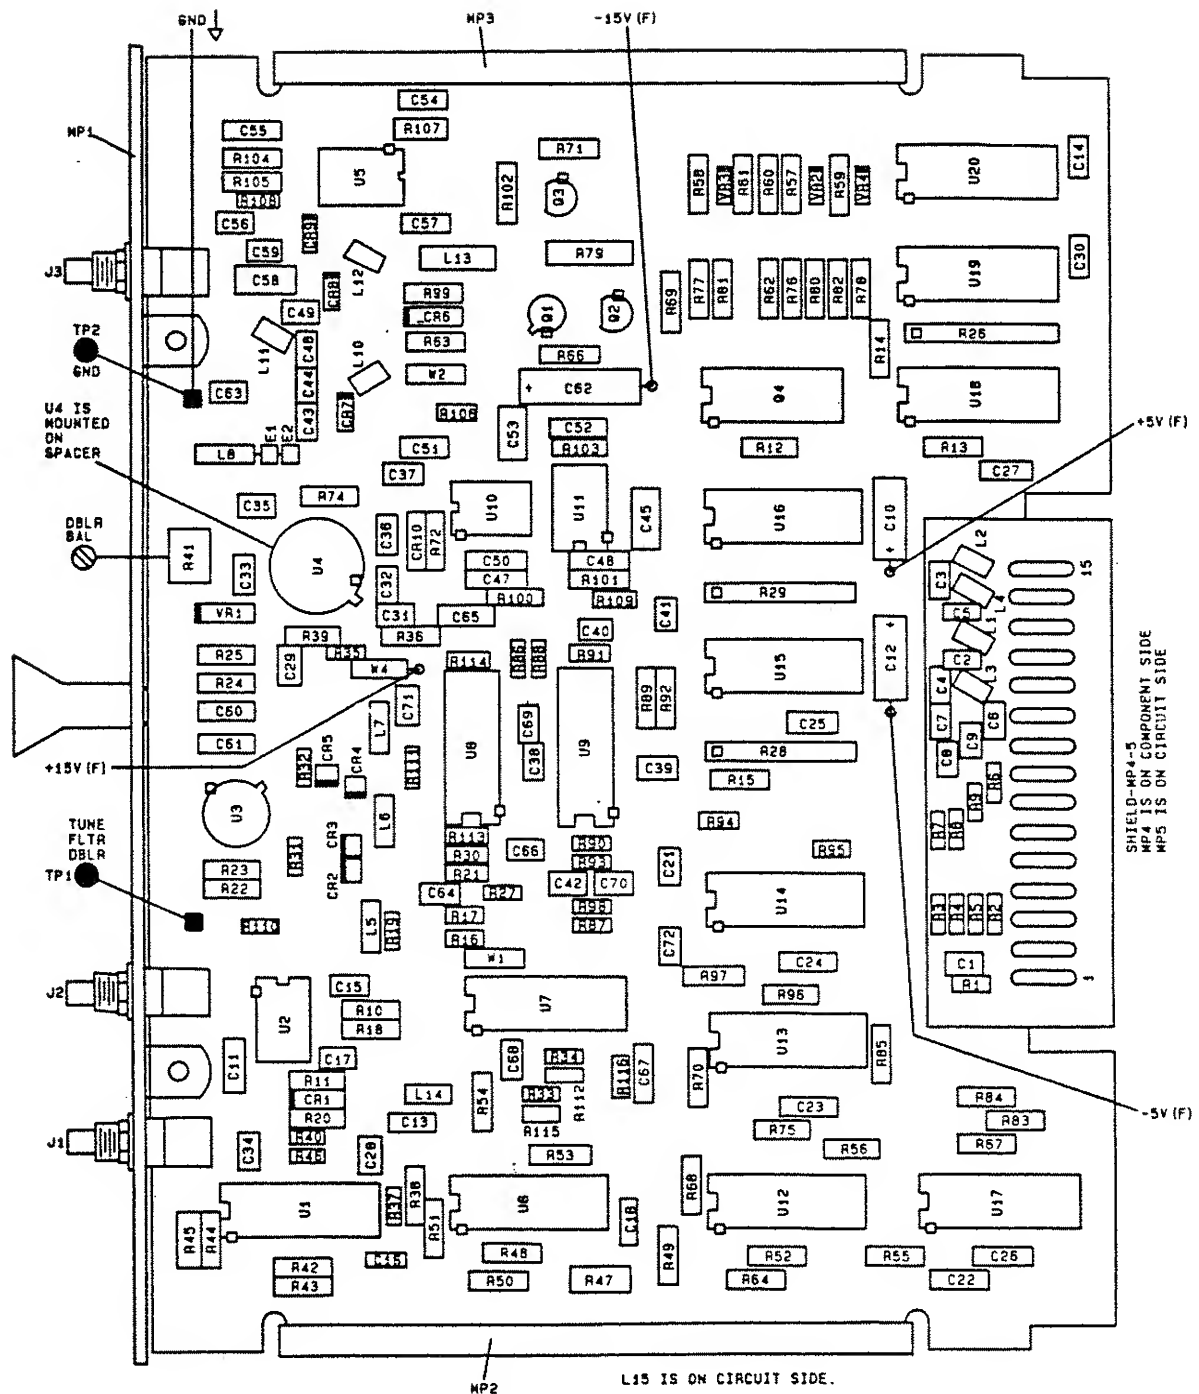 GND
MP3
-15V (F)
MP1
C54
R107
C55
R104
R105
R108
U5
R71
R102
Q3
R58
VR3
R61
R60
R57
VR2
R59
VR4
U20
C14
C56
CR9
C57
C59
C58
L12
L13
R79
CR8
R69
R77
R81
R62
R76
R80
R82
R78
U19
C30
J3
TP2
GND
R99
CR6
R63
W2
C49
L11
C46
C44
C43
L10
CR7
Q1
Q2
R66
C62
R14
R26
U18
C63
R106
C53
C52
R103
Q4
R12
R13
C27
+5V (F)
U4 IS
MOUNTED
ON
SPACER
L8
E1
E2
C51
C37
C35
R74
U10
U11
C45
U16
C10
+
DBLR
BAL
R41
C33
U4
C36
CR10
R72
C50
C47
R100
C48
R101
R109
R29
VR1
C32
C31
C65
C40
C41
R39
R36
R35
C29
W4
R114
R86
R88
R91
U15
C12
+
R25
R24
C60
C61
+15V (F)
C71
L7
U8
C69
C38
U9
R89
R92
C39
C25
R28
R15
R32
CR5
CR4
R111
U3
L6
CR3
CR2
R31
R113
R30
R21
C66
R90
R93
R94
R95
TUNE
FLTR
DBLR
TP1
R23
R22
R110
C64
R27
C42
C70
C21
U14
L5
R19
R17
R16
W1
R98
R87
C72
R97
C24
R96
L2
C3
L4
C5
L1
C2
L3
C4
C7
C6
C9
C8
R6
R9
R7
R8
R3
R4
R5
R2
C1
R1
15
1
SHIELD-MP4-5
MP4 IS ON COMPONENT SIDE
MP5 IS ON CIRCUIT SIDE
J2
U2
C15
R10
R18
U7
U13
R85
C11
C17
R11
CR1
R20
R40
R46
L14
C13
R54
C68
R34
R33
R112
R115
R116
C67
R70
C23
R75
R84
R83
R67
-5V (F)
J1
C34
C28
R53
R56
R45
R44
U1
R37
R38
R51
U6
C18
R68
U12
U17
R42
R43
C16
R48
R50
R47
R49
R52
R64
R55
C26
C22
MP2
L15 IS ON CIRCUIT SIDE.